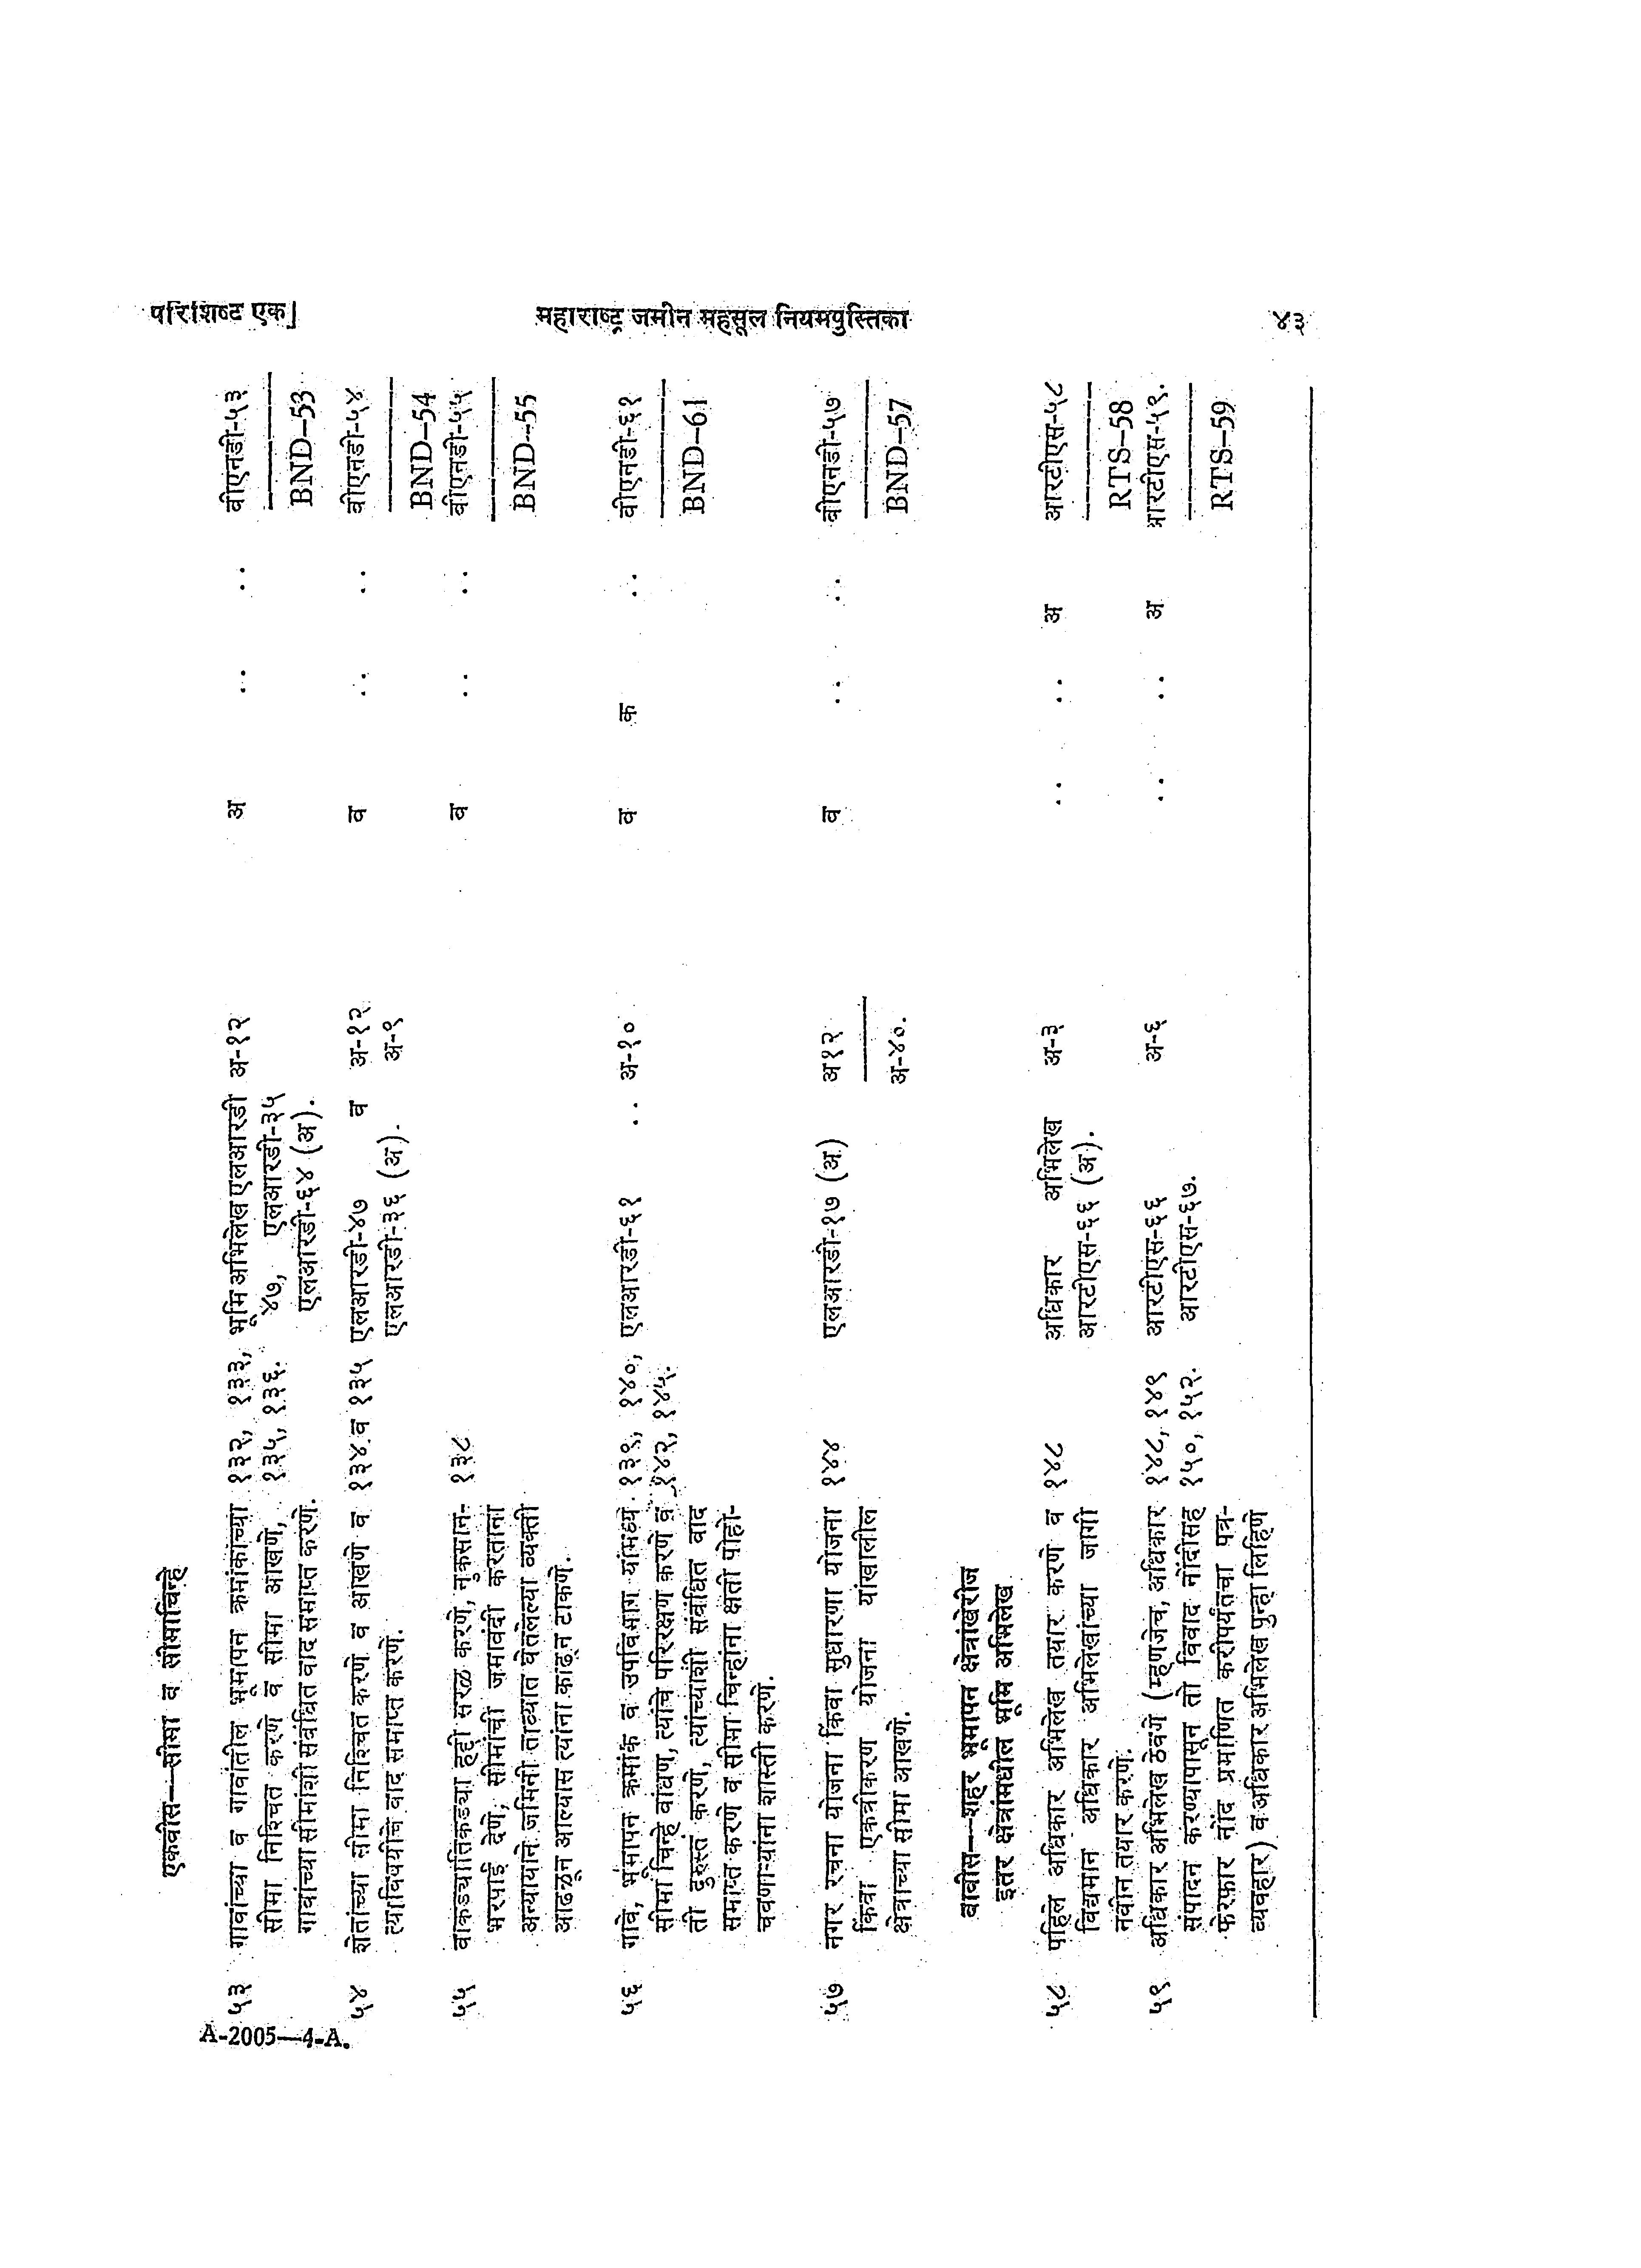 परिशिष्ट एक] महाराष्ट्र जमीन महसूल नियमपुस्तिका ४३
एकवीस—सीमा व सीमाचिन्हे
५३ गावांच्या व गावांतील भूमापन क्रमांकांच्या १३२, १३३, भूमि अभिलेख एलआरडी अ-१२ अ .. .. बीएनडी-५३
सीमा निश्चित करणे व सीमा आखणे, १३५, १३६. ४७, एलआरडी-३५
गावांच्या सीमांशी संबंधित वाद समाप्त करणे. एलआरडी-६४ (अ). BND–53
५४ शेतांच्या सीमा निश्चित करणे व आखणे व १३४ व १३५ एलआरडी-४७ व अ-१२ ब .. .. बीएनडी-५४
त्याविषयीचे वाद समाप्त करणे. एलआरडी-३६ (अ). अ-९
BND–54
५५ वाकड्यातिकड्या हद्दी सरळ करणे, नुकसान- १३८ ब .. .. बीएनडी-५५
भरपाई देणे, सीमांची जमाबंदी करताना
अन्यायाने जमिनी ताब्यात घेतलेल्या व्यक्ती BND–55
आढळून आल्यास त्यांना काढून टाकणे.
५६ गावे, भूमापन क्रमांक व उपविभाग यांमध्ये १३९, १४०, एलआरडी-६१ .. अ-१० ब क .. बीएनडी-६१
सीमा चिन्हे बांधणे, त्यांचे परिरक्षण करणे व १४२, १४५.
ती दुरुस्त करणे, त्यांच्याशी संबंधित वाद BND–61
समाप्त करणे व सीमा चिन्हांना क्षती पोहो-
चवणाऱ्यांना शास्ती करणे.
५७ नगर रचना योजना किंवा सुधारणा योजना १४४ एलआरडी-१७ (अ) अ१२ ब .. .. बीएनडी-५७
किंवा एकत्रीकरण योजना यांखालील
क्षेत्राच्या सीमा आखणे. अ-४०. BND–57
बावीस—शहर भूमापन क्षेत्रांखेरीज
इतर क्षेत्रांमधील भूमि अभिलेख
५८ पहिले अधिकार अभिलेख तयार करणे व १४८ अधिकार अभिलेख अ-३ .. .. अ आरटीएस-५८
विद्यमान अधिकार अभिलेखांच्या जागी आरटीएस-६६ (अ).
नवीन तयार करणे. RTS–58
५९ अधिकार अभिलेख ठेवणे (म्हणजेच, अधिकार १४८, १४९ आरटीएस-६६ अ-६ .. .. अ आरटीएस-५९.
संपादन करण्यापासून तो विवाद नोंदीसह १५०, १५२. आरटीएस-६७.
फेरफार नोंद प्रमाणित करीपर्यंतचा पत्र- RTS–59
व्यवहार) व अधिकार अभिलेख पुन्हा लिहिणे
A-2005—4-A.